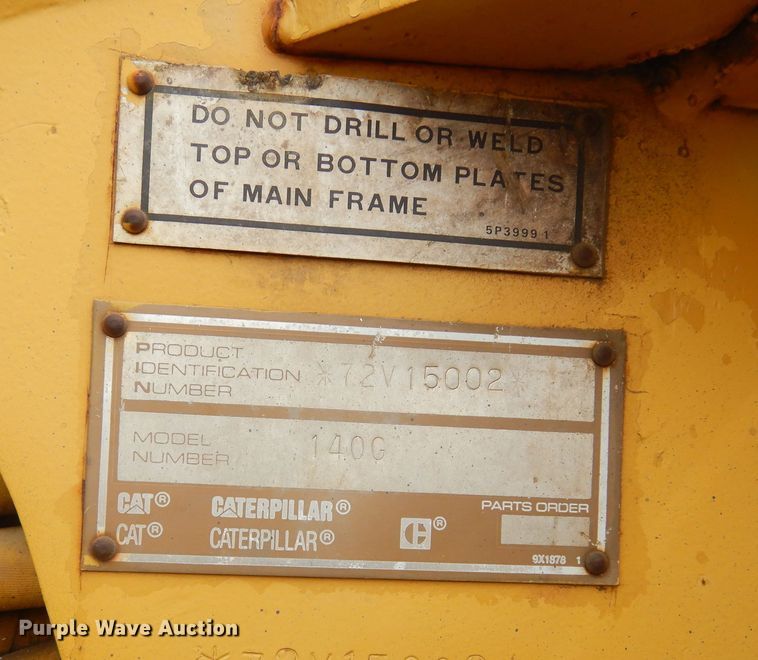 DO NOT DRILL OR WELD
TOP OR BOTTOM PLATES
OF MAIN FRAME
5P3999 1
PRODUCT
IDENTIFICATION
NUMBER
*72V15002*
MODEL
NUMBER
140G
CAT® CATERPILLAR®
CAT® CATERPILLAR®
C®
PARTS ORDER
9X1878 1
Purple Wave Auction